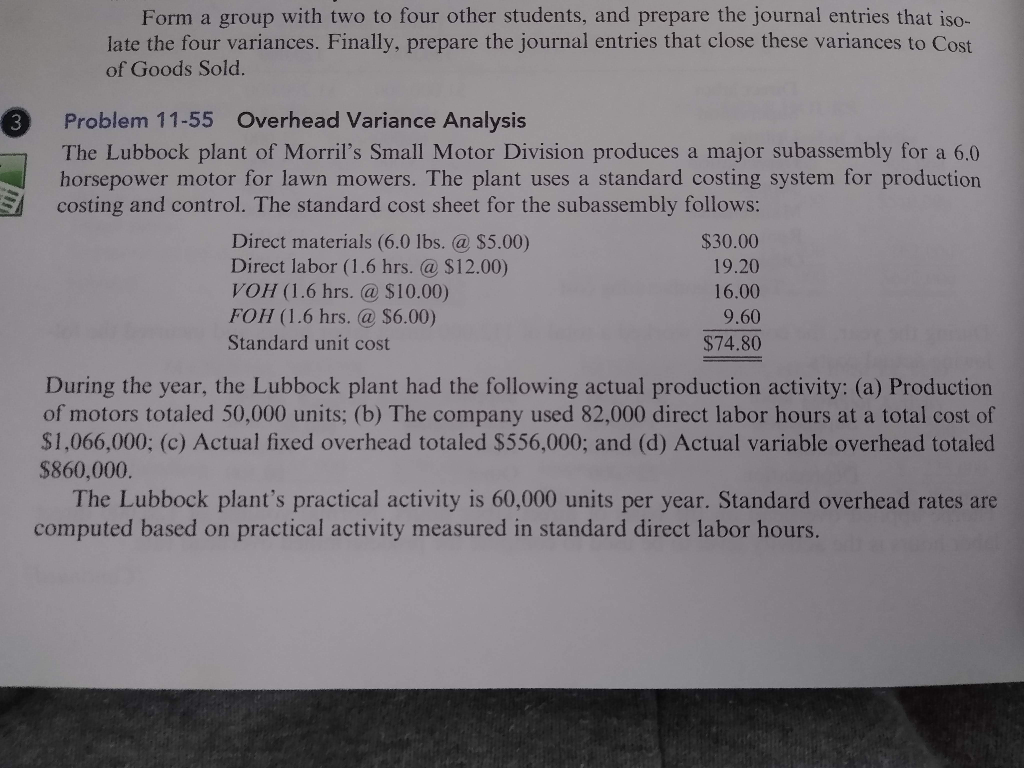 Form a group with two to four other students, and prepare the journal entries that iso-
late the four variances. Finally, prepare the journal entries that close these variances to Cost
of Goods Sold.
3 Problem 11-55 Overhead Variance Analysis
The Lubbock plant of Morril's Small Motor Division produces a major subassembly for a 6.0
horsepower motor for lawn mowers. The plant uses a standard costing system for production
costing and control. The standard cost sheet for the subassembly follows:
Direct materials (6.0 lbs. @ $5.00) $30.00
Direct labor (1.6 hrs. @ $12.00) 19.20
VOH (1.6 hrs. @ $10.00) 16.00
FOH (1.6 hrs. @ $6.00) 9.60
Standard unit cost $74.80
During the year, the Lubbock plant had the following actual production activity: (a) Production
of motors totaled 50,000 units; (b) The company used 82,000 direct labor hours at a total cost of
$1,066,000; (c) Actual fixed overhead totaled $556,000; and (d) Actual variable overhead totaled
$860,000.
The Lubbock plant's practical activity is 60,000 units per year. Standard overhead rates are
computed based on practical activity measured in standard direct labor hours.